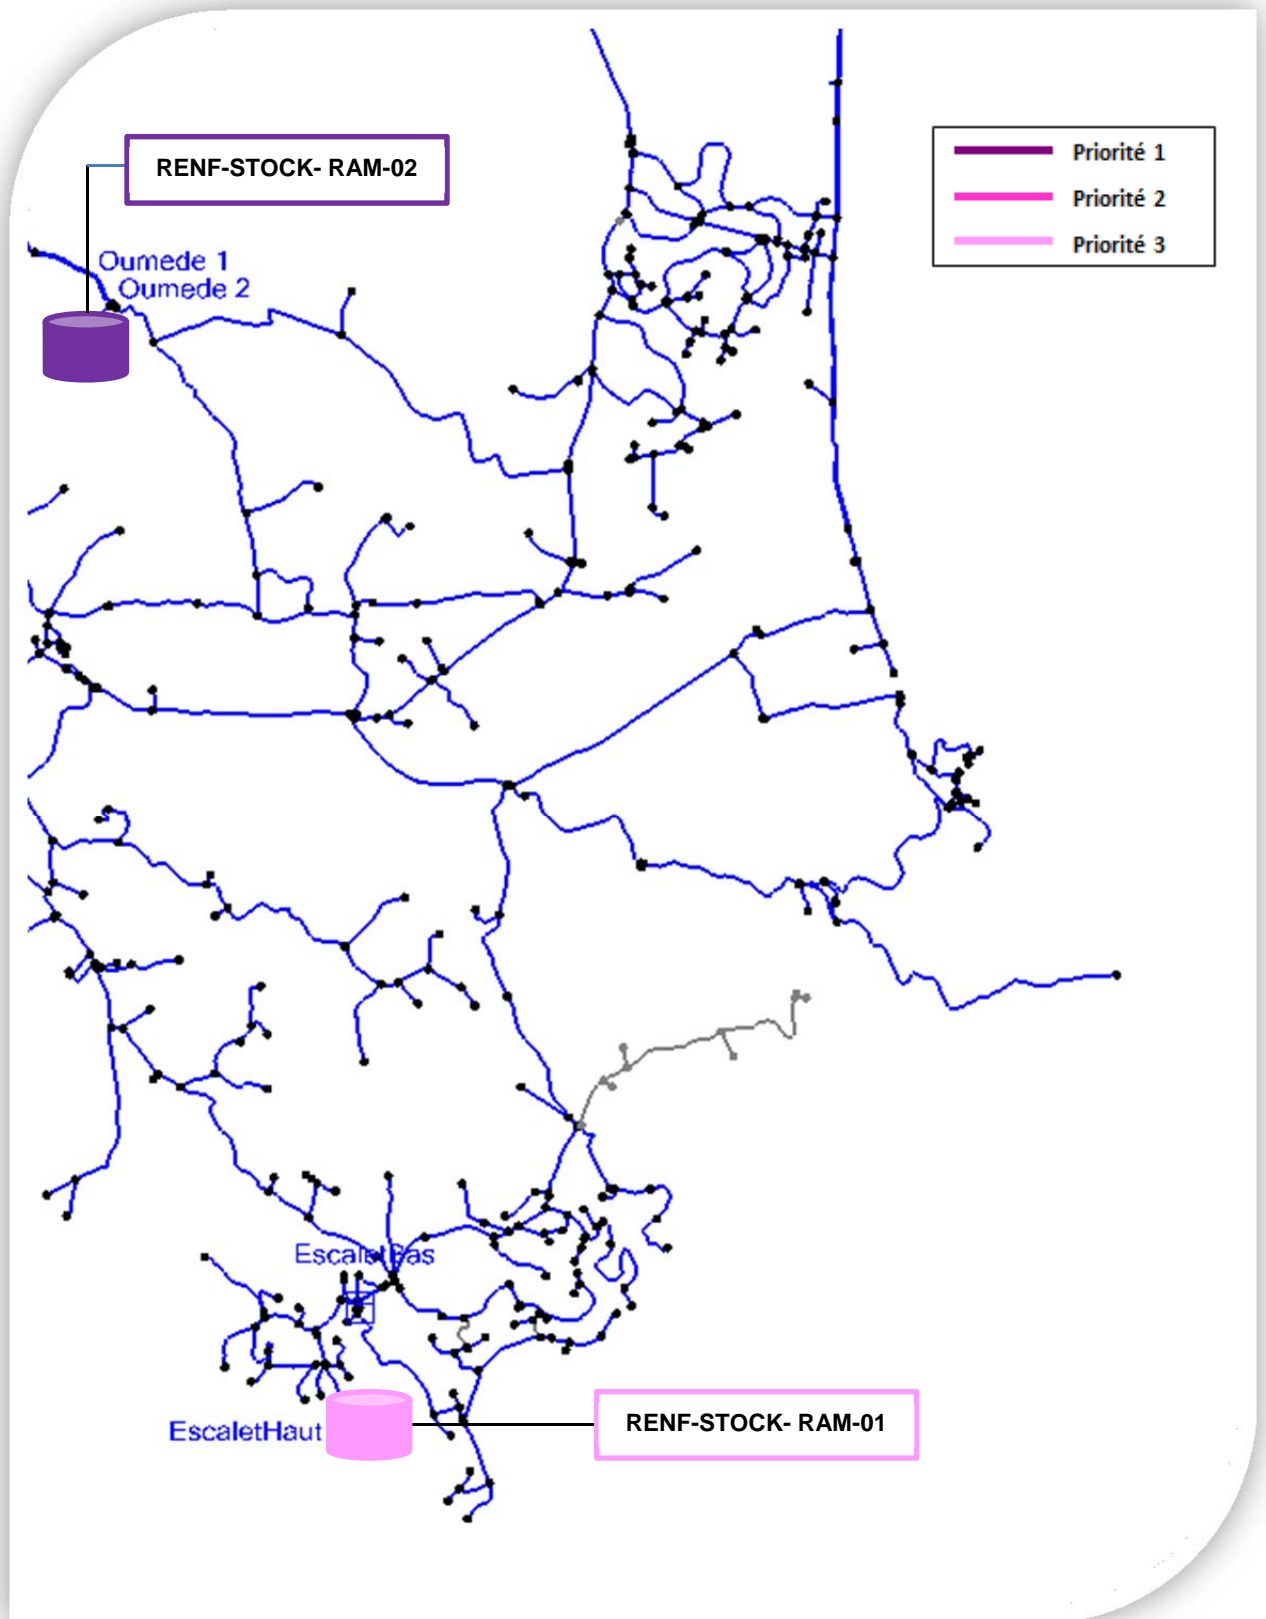 RENF-STOCK- RAM-02
Priorité 1
Priorité 2
Priorité 3
Oumede 1
Oumede 2
EscaletBas
EscaletHaut
RENF-STOCK- RAM-01